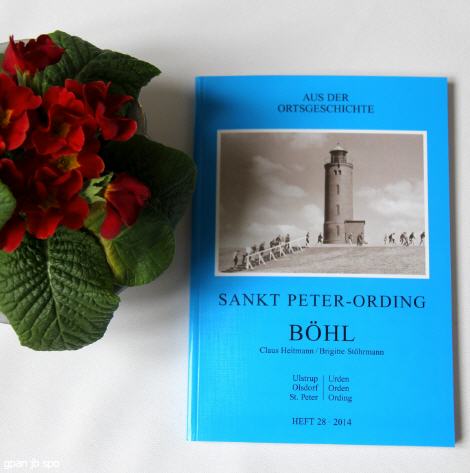 AUS DER
ORTSGESCHICHTE
SANKT PETER-ORDING
BÖHL
Claus Heitmann / Brigitte Stöhrmann
Ulstrup | Urden
Olsdorf | Orden
St. Peter | Ording
HEFT 28 · 2014
gpan jb spo